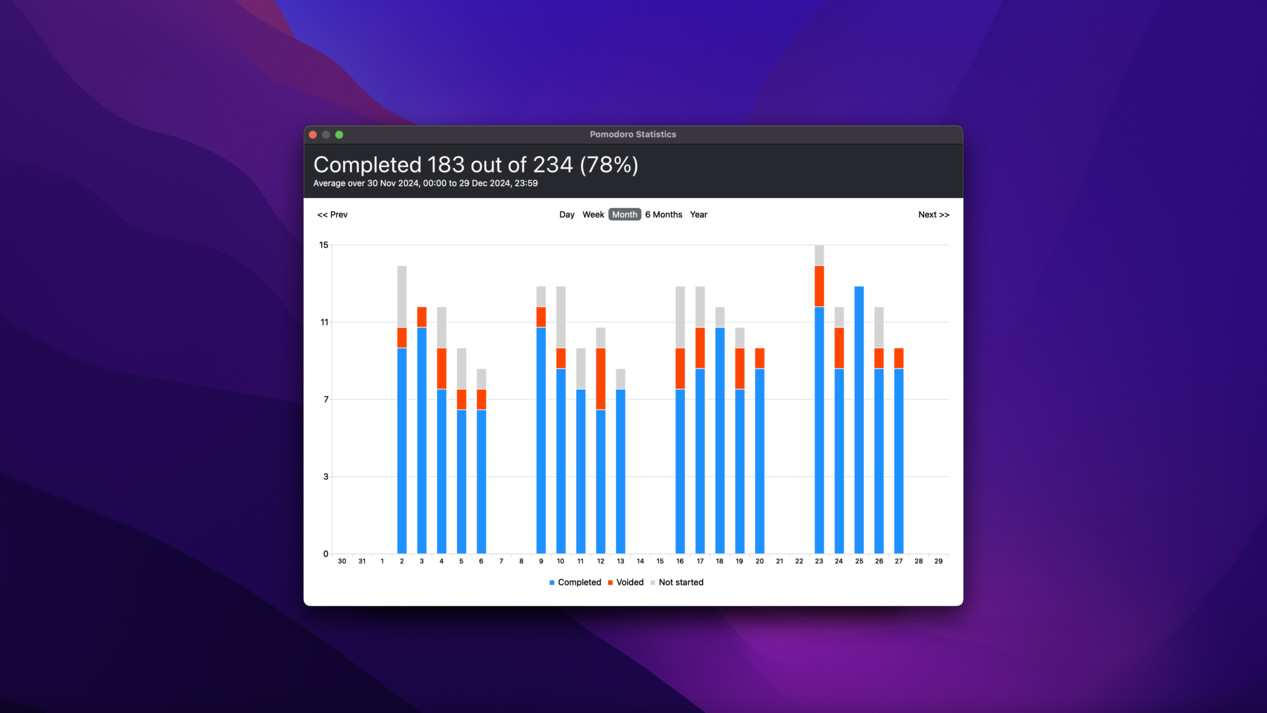 Pomodoro Statistics
Completed 183 out of 234 (78%)
Average over 30 Nov 2024, 00:00 to 29 Dec 2024, 23:59
<< Prev Day Week Month 6 Months Year Next >>
15
11
7
3
0
30 31 1 2 3 4 5 6 7 8 9 10 11 12 13 14 15 16 17 18 19 20 21 22 23 24 25 26 27 28 29
Completed Voided Not started